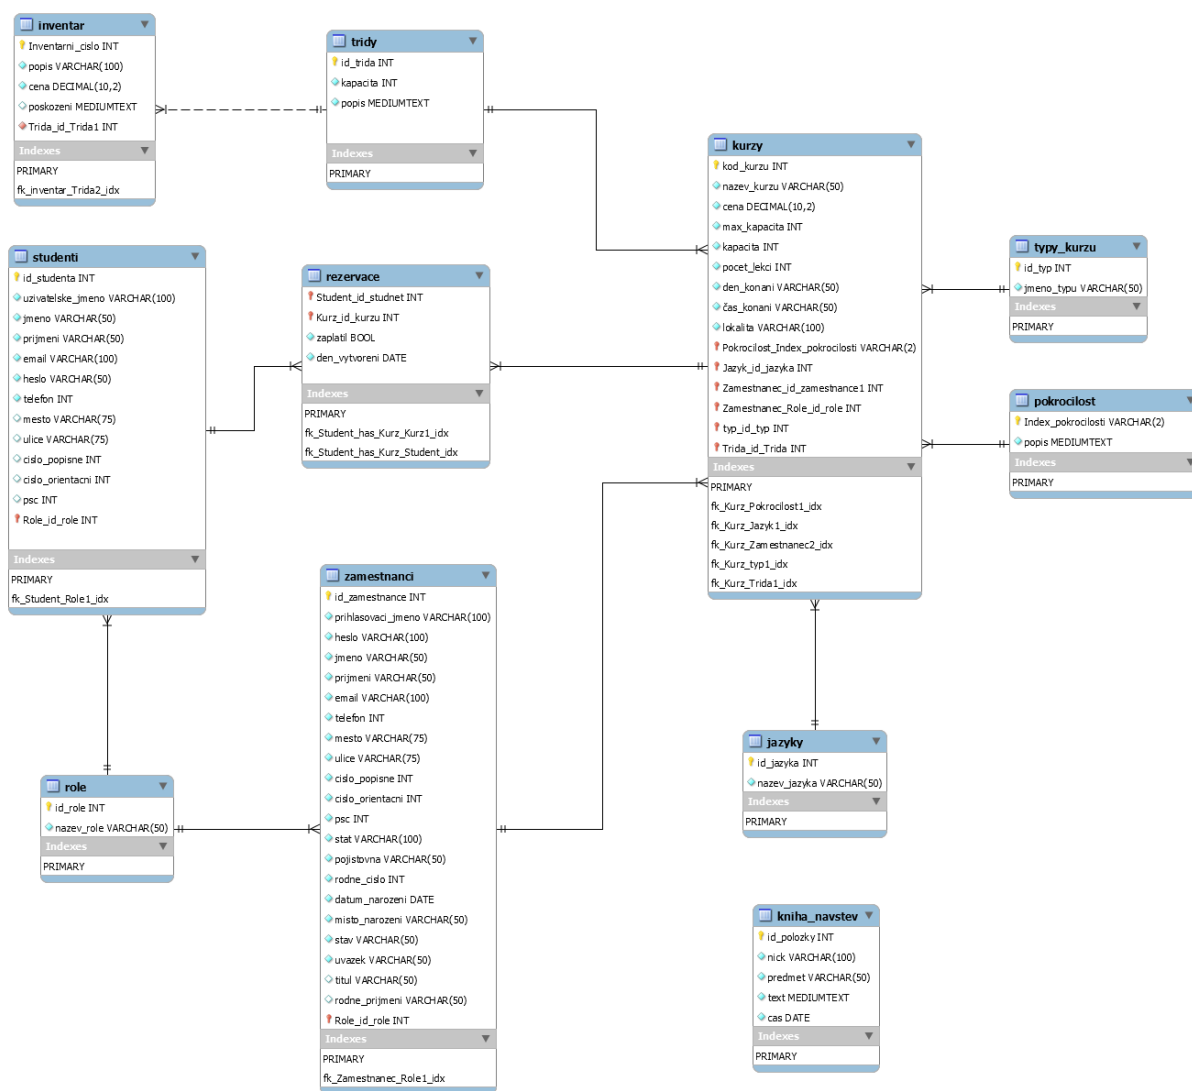 inventar
Inventarni_cislo INT
popis VARCHAR(100)
cena DECIMAL(10,2)
poskozeni MEDIUMTEXT
Trida_id_Trida1 INT
Indexes
PRIMARY
fk_inventar_Trida2_idx
tridy
id_trida INT
kapacita INT
popis MEDIUMTEXT
Indexes
PRIMARY
kurzy
kod_kurzu INT
nazev_kurzu VARCHAR(50)
cena DECIMAL(10,2)
max_kapacita INT
kapacita INT
pocet_lekci INT
den_konani VARCHAR(50)
čas_konani VARCHAR(50)
lokalita VARCHAR(100)
Pokrocilost_Index_pokrocilosti VARCHAR(2)
Jazyk_id_jazyka INT
Zamestnanec_id_zamestnance1 INT
Zamestnanec_Role_id_role INT
typ_id_typ INT
Trida_id_Trida INT
Indexes
PRIMARY
fk_Kurz_Pokrocilost1_idx
fk_Kurz_Jazyk1_idx
fk_Kurz_Zamestnanec2_idx
fk_Kurz_typ1_idx
fk_Kurz_Trida1_idx
typy_kurzu
id_typ INT
jmeno_typu VARCHAR(50)
Indexes
PRIMARY
studenti
id_studenta INT
uzivatelske_jmeno VARCHAR(100)
jmeno VARCHAR(50)
prijmeni VARCHAR(50)
email VARCHAR(100)
heslo VARCHAR(50)
telefon INT
mesto VARCHAR(75)
ulice VARCHAR(75)
cislo_popisne INT
cislo_orientacni INT
psc INT
Role_id_role INT
Indexes
PRIMARY
fk_Student_Role1_idx
rezervace
Student_id_studnet INT
Kurz_id_kurzu INT
zaplatil BOOL
den_vytvoreni DATE
Indexes
PRIMARY
fk_Student_has_Kurz_Kurz1_idx
fk_Student_has_Kurz_Student_idx
pokrocilost
Index_pokrocilosti VARCHAR(2)
popis MEDIUMTEXT
Indexes
PRIMARY
zamestnanci
id_zamestnance INT
prihlasovaci_jmeno VARCHAR(100)
heslo VARCHAR(100)
jmeno VARCHAR(50)
prijmeni VARCHAR(50)
email VARCHAR(100)
telefon INT
mesto VARCHAR(75)
ulice VARCHAR(75)
cislo_popisne INT
cislo_orientacni INT
psc INT
stat VARCHAR(100)
pojistovna VARCHAR(50)
rodne_cislo INT
datum_narozeni DATE
misto_narozeni VARCHAR(50)
stav VARCHAR(50)
uvazek VARCHAR(50)
titul VARCHAR(50)
rodne_prijmeni VARCHAR(50)
Role_id_role INT
Indexes
PRIMARY
fk_Zamestnanec_Role1_idx
role
id_role INT
nazev_role VARCHAR(50)
Indexes
PRIMARY
jazyky
id_jazyka INT
nazev_jazyka VARCHAR(50)
Indexes
PRIMARY
kniha_navstev
id_polozky INT
nick VARCHAR(100)
predmet VARCHAR(50)
text MEDIUMTEXT
cas DATE
Indexes
PRIMARY